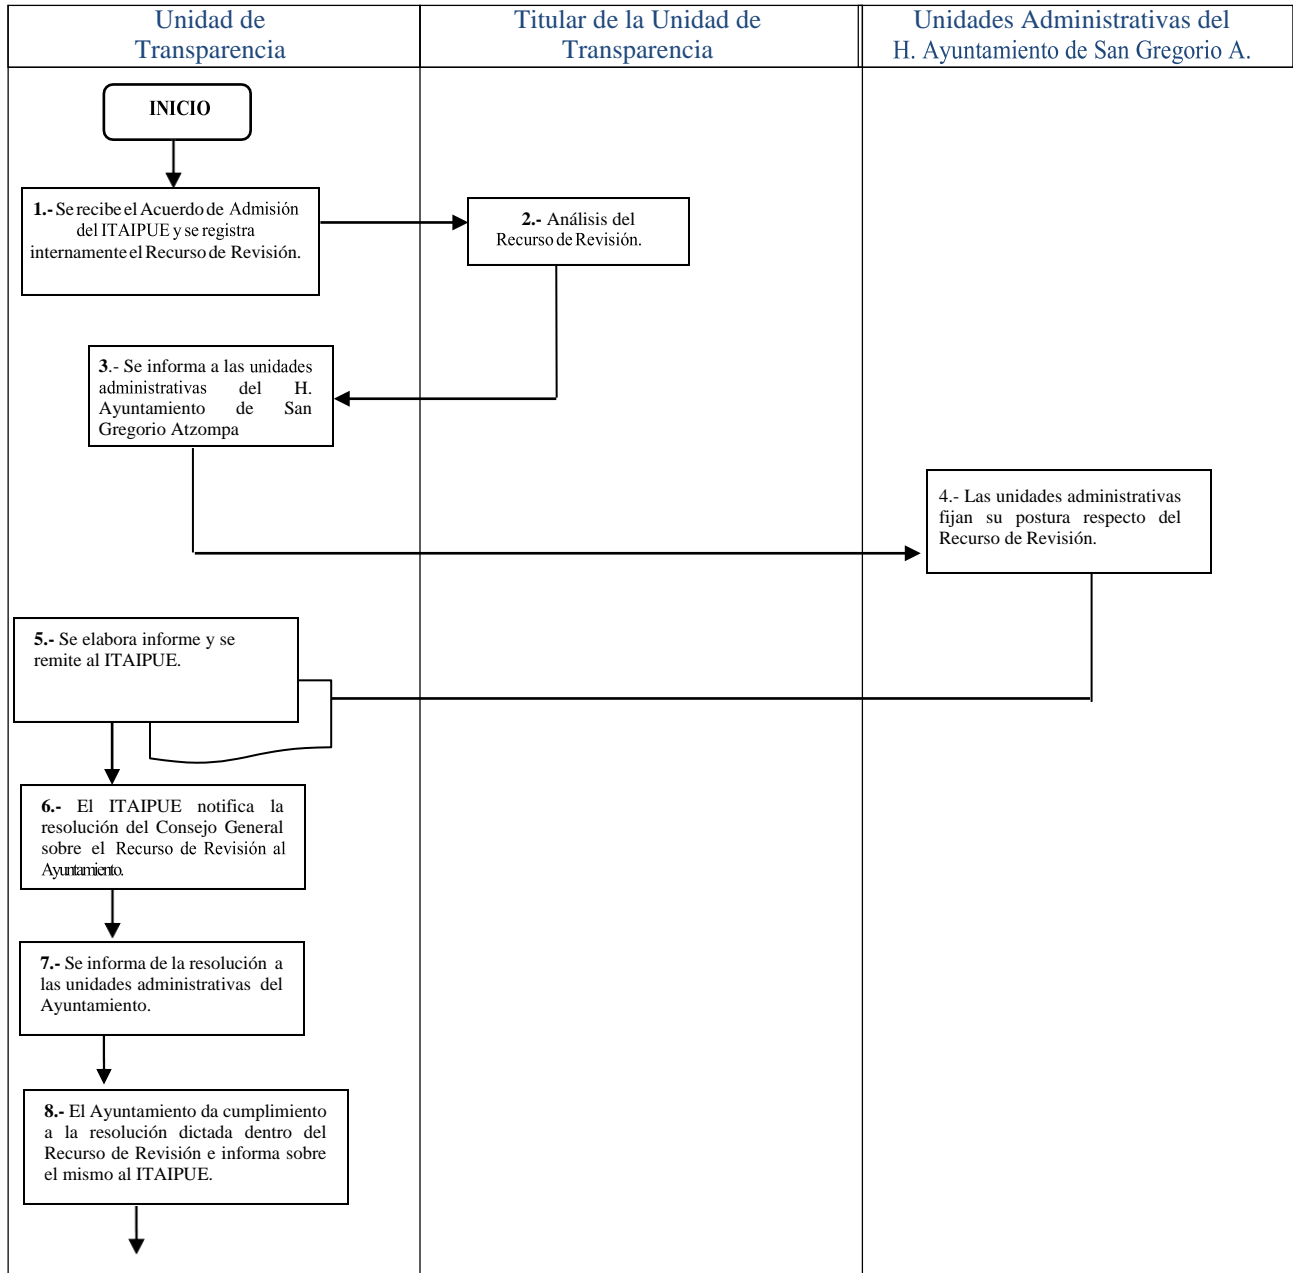 Unidad de
Transparencia
Titular de la Unidad de
Transparencia
Unidades Administrativas del
H. Ayuntamiento de San Gregorio A.
INICIO
1.- Se recibe el Acuerdo de Admisión
del ITAIPUE y se registra
internamente el Recurso de Revisión.
2.- Análisis del
Recurso de Revisión.
3.- Se informa a las unidades
administrativas del H.
Ayuntamiento de San
Gregorio Atzompa
4.- Las unidades administrativas
fijan su postura respecto del
Recurso de Revisión.
5.- Se elabora informe y se
remite al ITAIPUE.
6.- El ITAIPUE notifica la
resolución del Consejo General
sobre el Recurso de Revisión al
Ayuntamiento.
7.- Se informa de la resolución a
las unidades administrativas del
Ayuntamiento.
8.- El Ayuntamiento da cumplimiento
a la resolución dictada dentro del
Recurso de Revisión e informa sobre
el mismo al ITAIPUE.